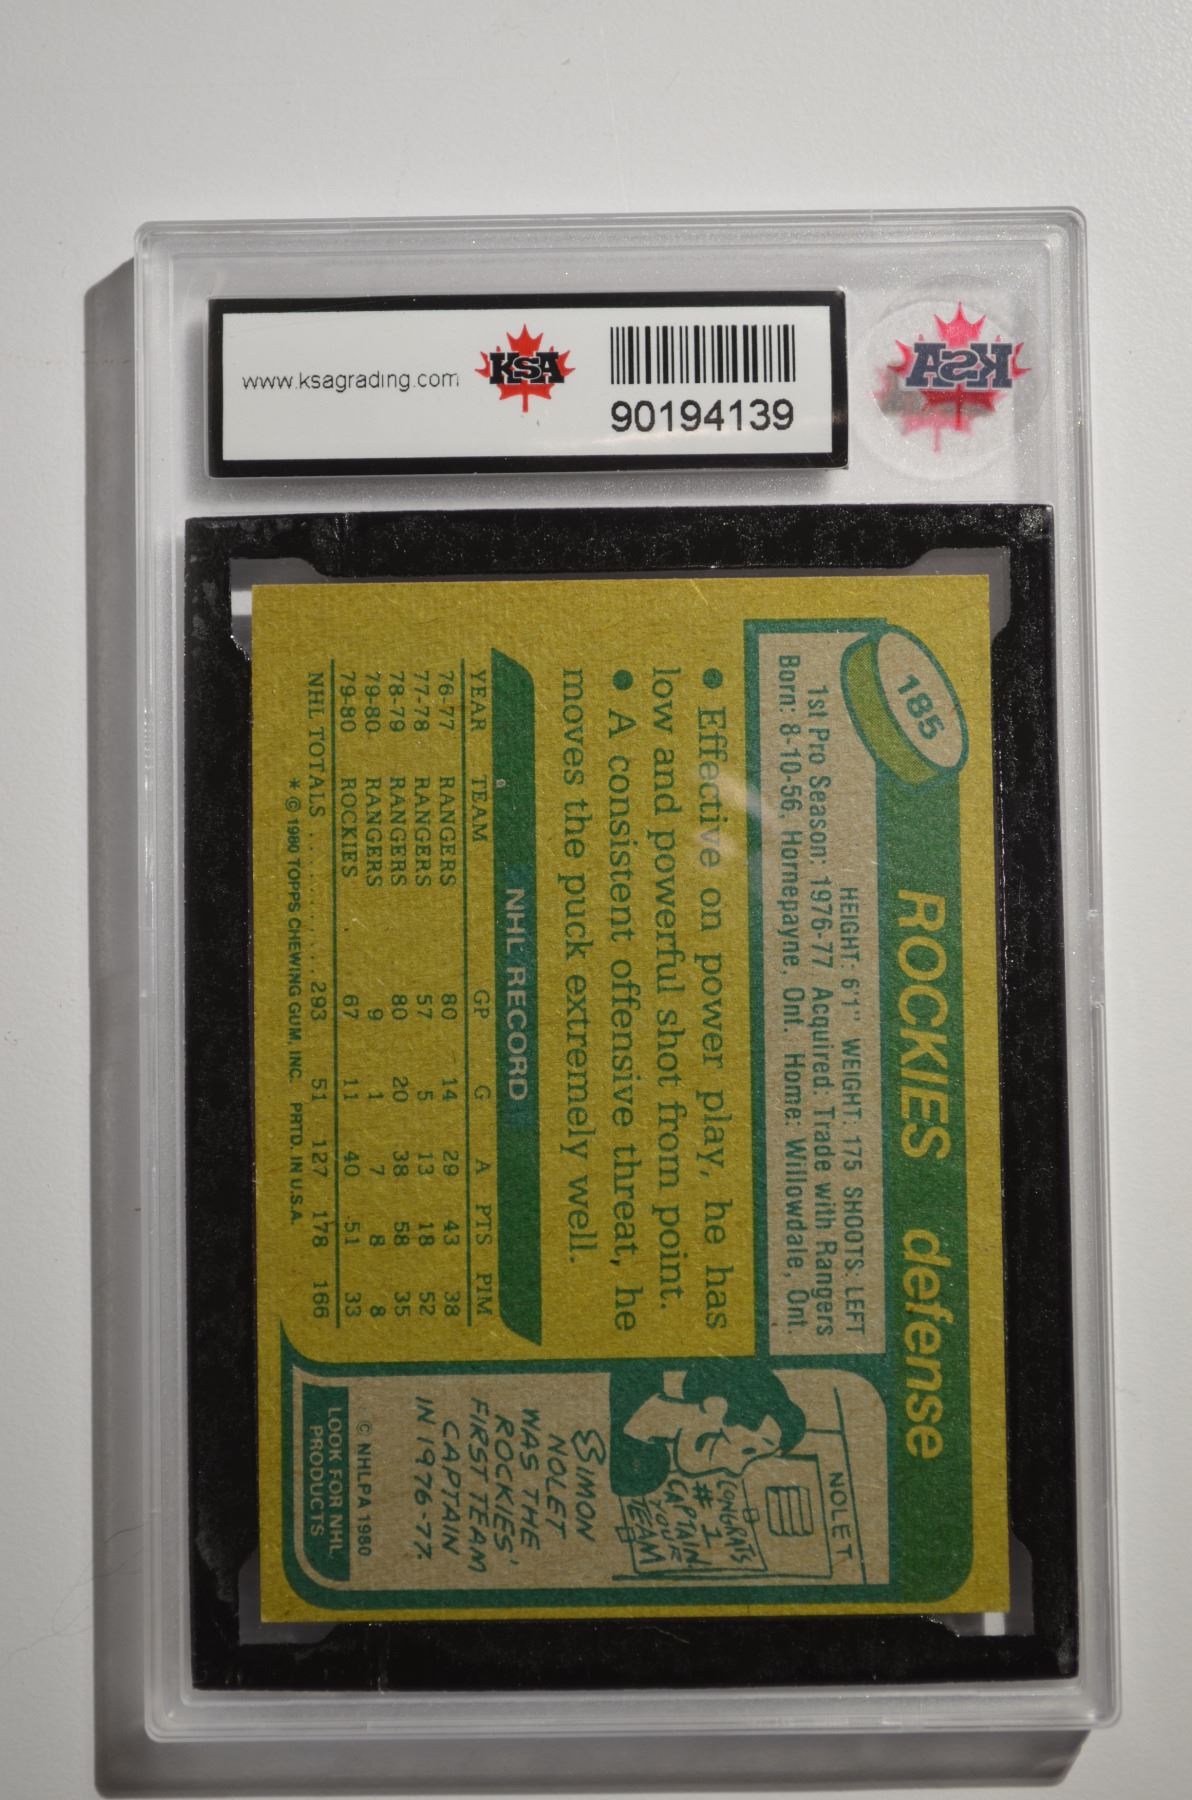 www.ksagrading.com
KSA
90194139
KSA
185
ROCKIES defense
HEIGHT: 6'1" WEIGHT: 175 SHOOTS: LEFT
1st Pro Season: 1976-77 Acquired: Trade with Rangers
Born: 8-10-56, Hornepayne, Ont. Home: Willowdale, Ont.
• Effective on power play, he has
low and powerful shot from point.
• A consistent offensive threat, he
moves the puck extremely well.
NHL RECORD
YEAR TEAM GP G A PTS PIM
76-77 RANGERS 80 14 29 43 38
77-78 RANGERS 57 5 13 18 52
78-79 RANGERS 80 20 38 58 35
79-80 RANGERS 9 1 7 8 8
79-80 ROCKIES 67 11 40 51 33
NHL TOTALS .......... 293 51 127 178 166
* © 1980 TOPPS CHEWING GUM, INC. PRTD. IN U.S.A.
NOLET
CONGRATS
# 1
CAPTAIN.
YOUR
TEAM
SIMON
NOLET
WAS THE
ROCKIES'
FIRST TEAM
CAPTAIN
IN 1976-77.
© NHLPA 1980
LOOK FOR NHL
PRODUCTS